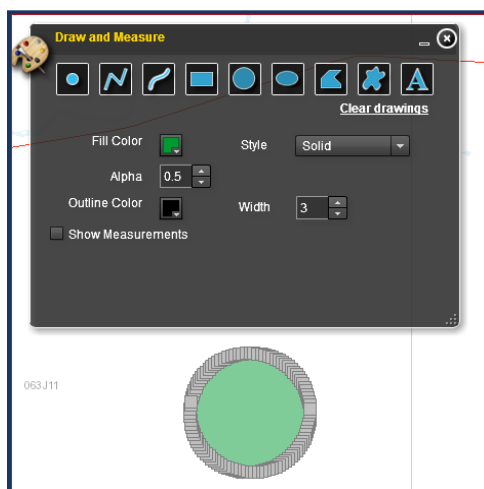 Draw and Measure
A
Clear drawings
Fill Color Style Solid
Alpha 0.5
Outline Color Width 3
Show Measurements
063J11